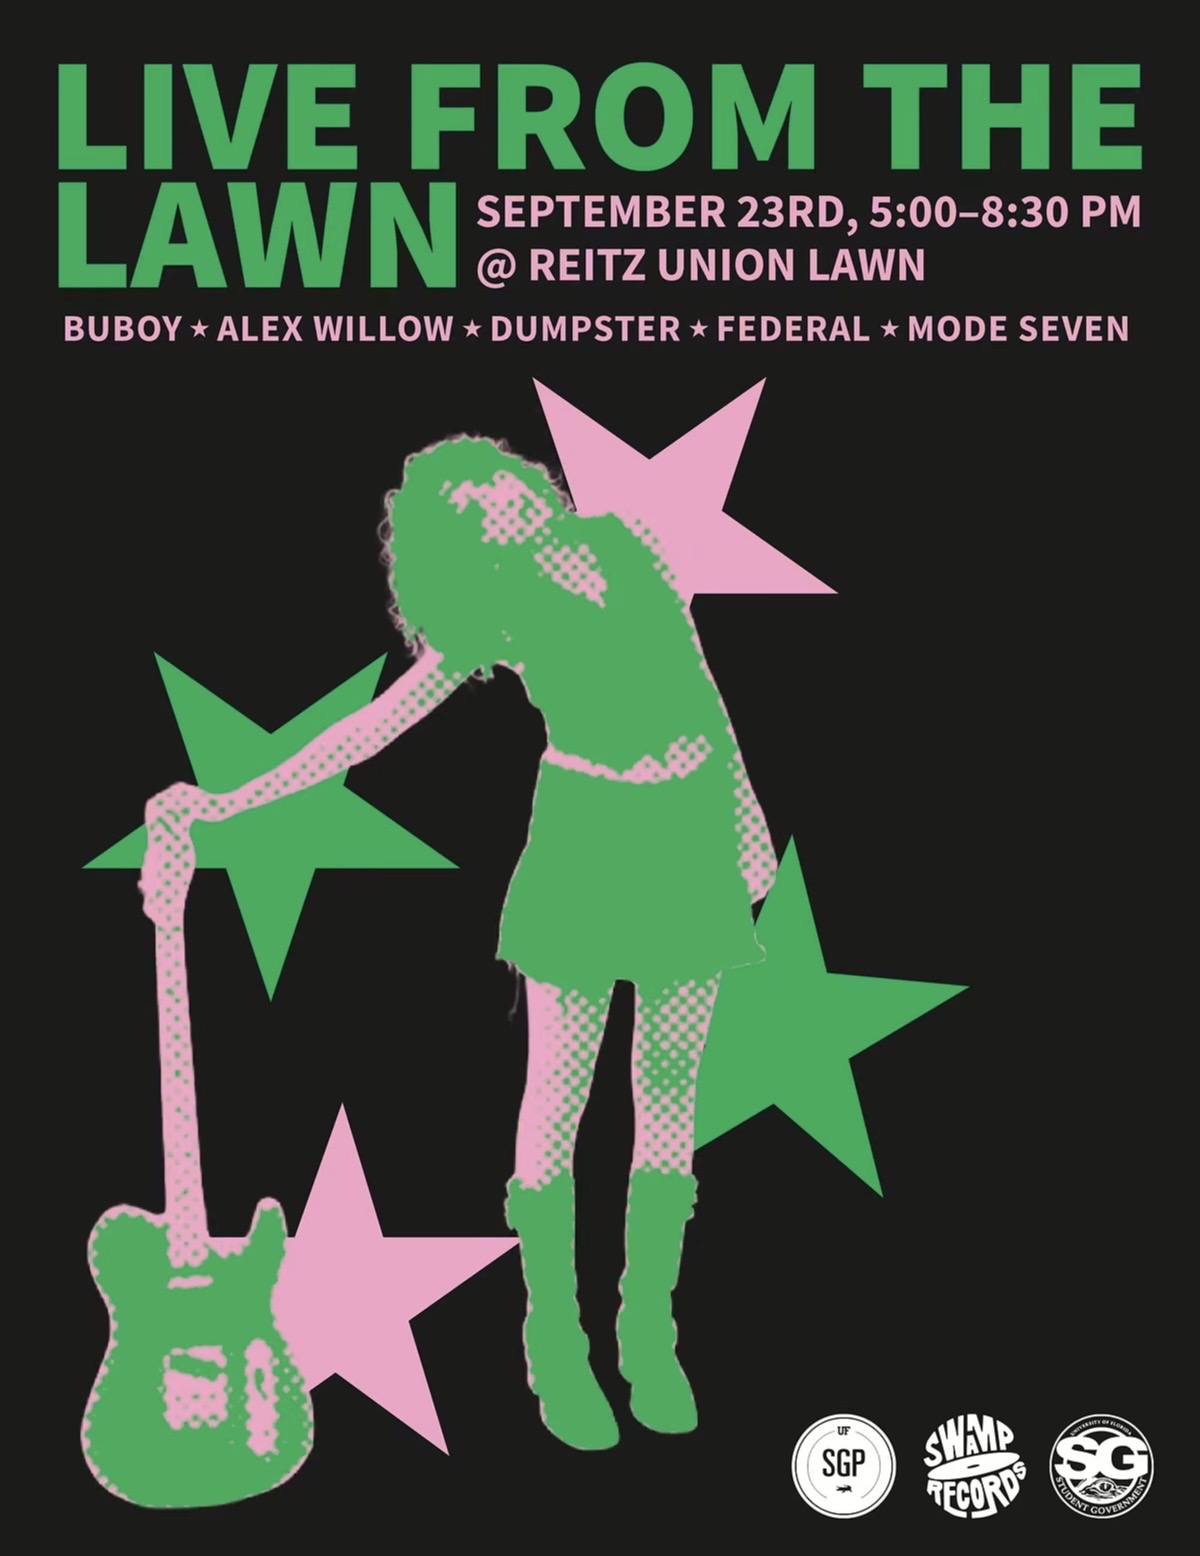 LIVE FROM THE
LAWN
SEPTEMBER 23RD, 5:00–8:30 PM
@ REITZ UNION LAWN
BUBOY ★ ALEX WILLOW ★ DUMPSTER ★ FEDERAL ★ MODE SEVEN
UF
SGP
SWAMP
RECORDS
UNIVERSITY OF FLORIDA
SG
STUDENT GOVERNMENT